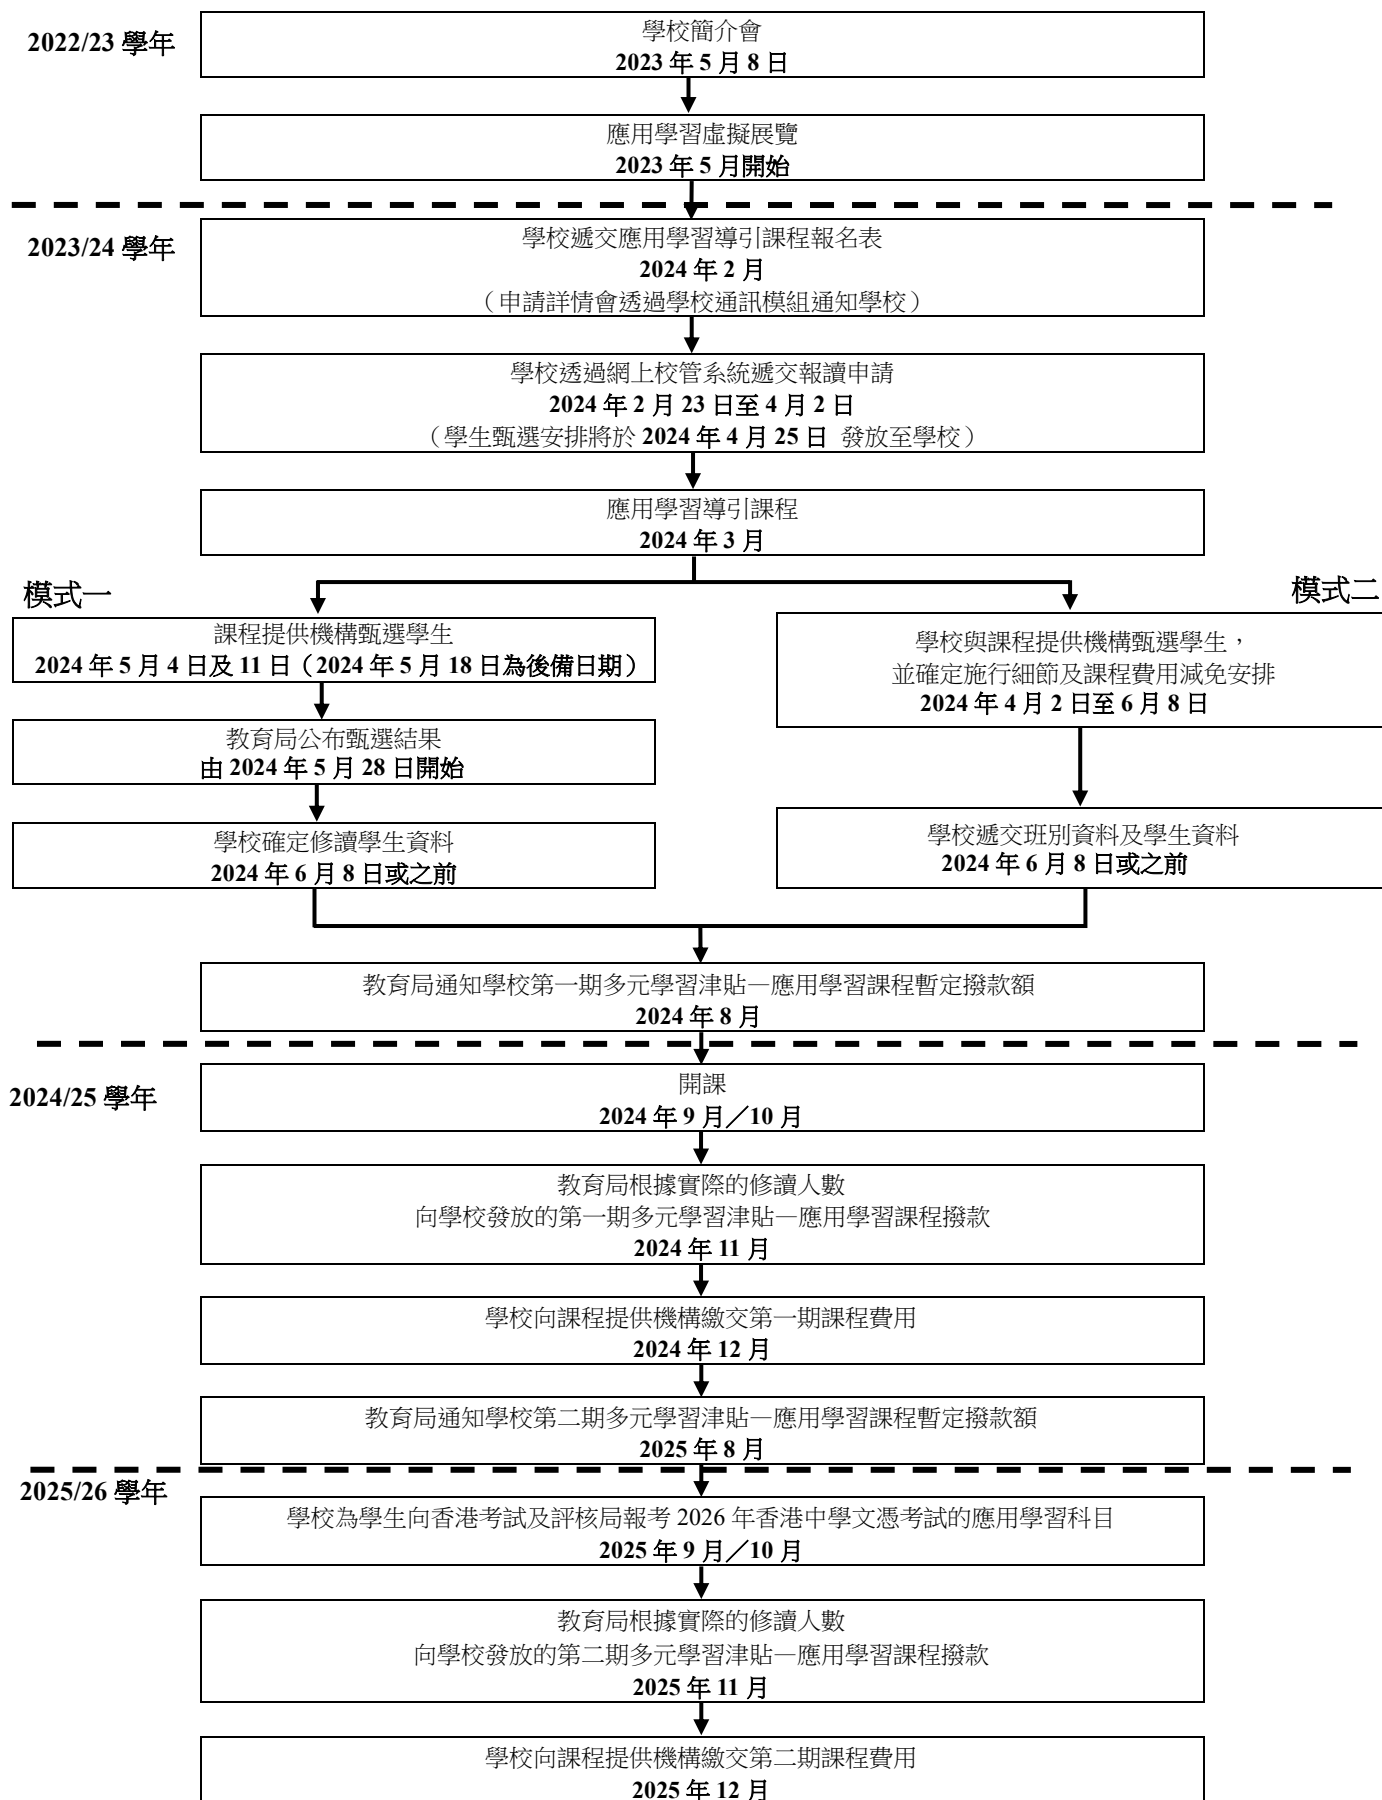 2022/23 學年
學校簡介會
2023 年 5 月 8 日
應用學習虛擬展覽
2023 年 5 月開始
2023/24 學年
學校遞交應用學習導引課程報名表
2024 年 2 月
（申請詳情會透過學校通訊模組通知學校）
學校透過網上校管系統遞交報讀申請
2024 年 2 月 23 日至 4 月 2 日
（學生甄選安排將於 2024 年 4 月 25 日 發放至學校）
應用學習導引課程
2024 年 3 月
模式一
課程提供機構甄選學生
2024 年 5 月 4 日及 11 日（2024 年 5 月 18 日為後備日期）
教育局公布甄選結果
由 2024 年 5 月 28 日開始
學校確定修讀學生資料
2024 年 6 月 8 日或之前
模式二
學校與課程提供機構甄選學生，
並確定施行細節及課程費用減免安排
2024 年 4 月 2 日至 6 月 8 日
學校遞交班別資料及學生資料
2024 年 6 月 8 日或之前
教育局通知學校第一期多元學習津貼—應用學習課程暫定撥款額
2024 年 8 月
2024/25 學年
開課
2024 年 9 月／10 月
教育局根據實際的修讀人數
向學校發放的第一期多元學習津貼—應用學習課程撥款
2024 年 11 月
學校向課程提供機構繳交第一期課程費用
2024 年 12 月
教育局通知學校第二期多元學習津貼—應用學習課程暫定撥款額
2025 年 8 月
2025/26 學年
學校為學生向香港考試及評核局報考 2026 年香港中學文憑考試的應用學習科目
2025 年 9 月／10 月
教育局根據實際的修讀人數
向學校發放的第二期多元學習津貼—應用學習課程撥款
2025 年 11 月
學校向課程提供機構繳交第二期課程費用
2025 年 12 月